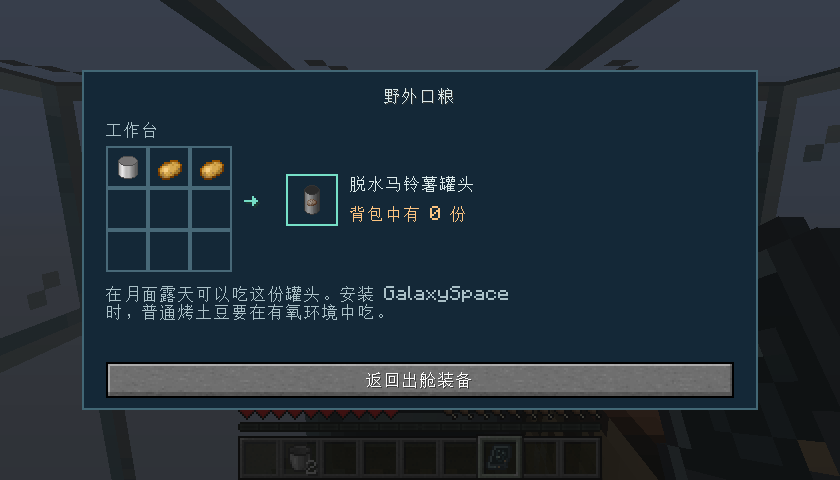 野外口粮
工作台
脱水马铃薯罐头
背包中有 0 份
在月面露天可以吃这份罐头。安装 GalaxySpace
时，普通烤土豆要在有氧环境中吃。
返回出舱装备
2